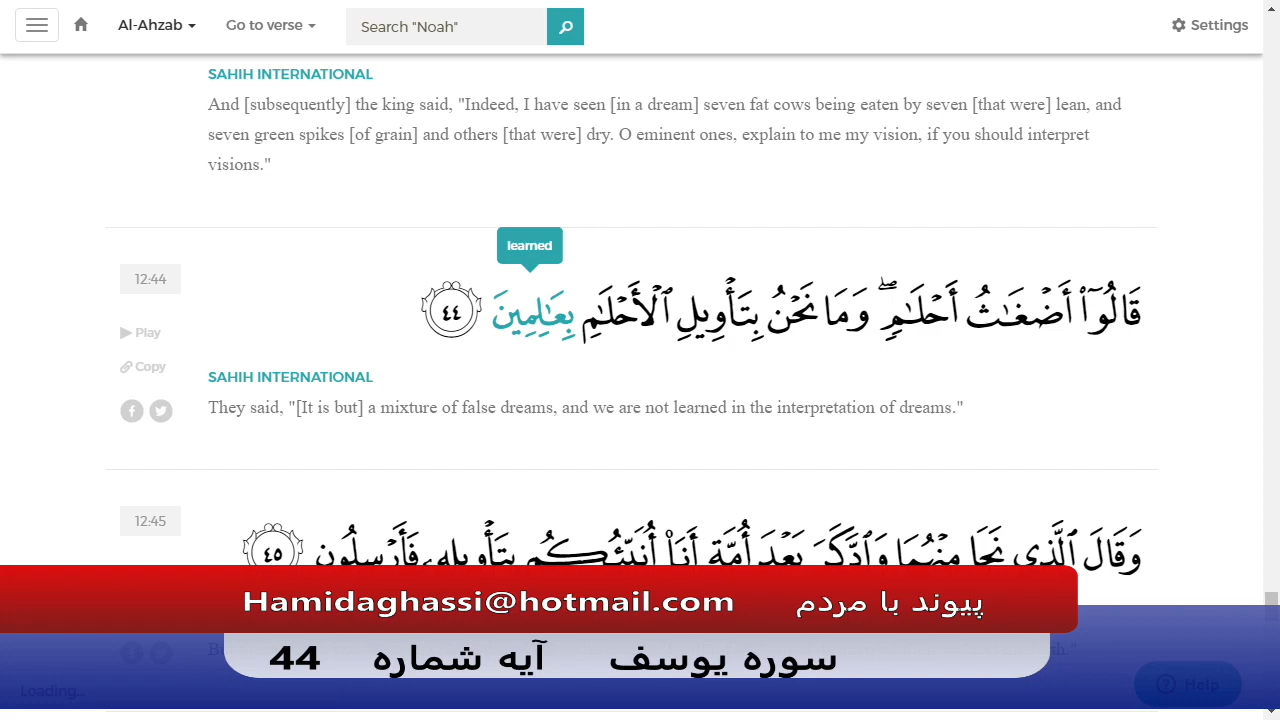 Al-Ahzab
Go to verse
Search "Noah"
Settings
SAHIH INTERNATIONAL
And [subsequently] the king said, "Indeed, I have seen [in a dream] seven fat cows being eaten by seven [that were] lean, and
seven green spikes [of grain] and others [that were] dry. O eminent ones, explain to me my vision, if you should interpret
visions."
learned
12:44
قَالُوٓا۟ أَضْغَـٰثُ أَحْلَـٰمٍۢ ۖ وَمَا نَحْنُ بِتَأْوِيلِ ٱلْأَحْلَـٰمِ بِعَـٰلِمِينَ ٤٤
Play
Copy
SAHIH INTERNATIONAL
They said, "[It is but] a mixture of false dreams, and we are not learned in the interpretation of dreams."
12:45
وَقَالَ ٱلَّذِى نَجَا مِنْهُمَا وَٱدَّكَرَ بَعْدَ أُمَّةٍ أَنَا۠ أُنَبِّئُكُم بِتَأْوِيلِهِۦ فَأَرْسِلُونِ ٤٥
Hamidaghassi@hotmail.com پیوند با مردم
سوره یوسف آیه شماره 44
Loading..
Help